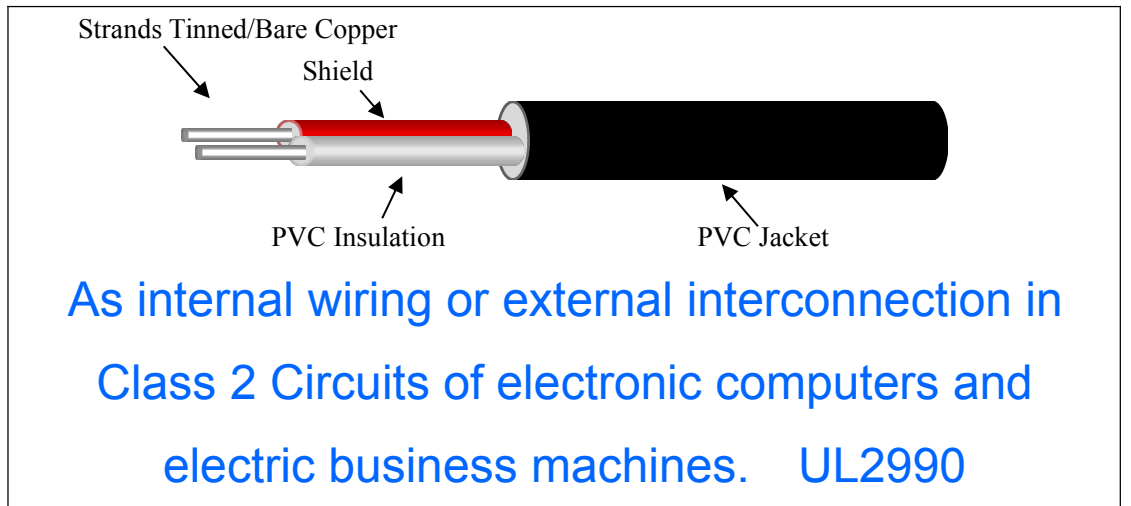 Strands Tinned/Bare Copper
Shield
PVC Insulation
PVC Jacket
As internal wiring or external interconnection in
Class 2 Circuits of electronic computers and
electric business machines. UL2990